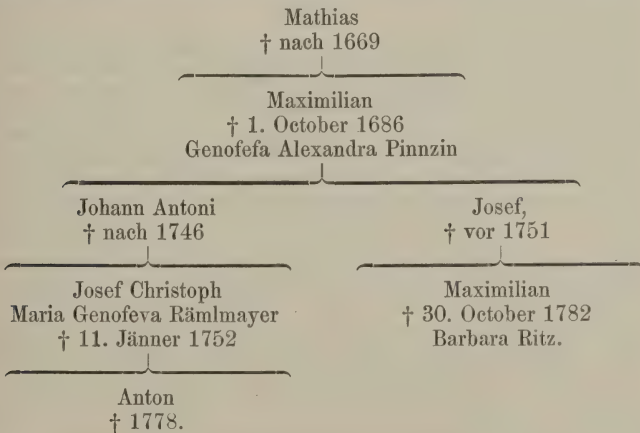 Mathias
† nach 1669
Maximilian
† 1. October 1686
Genofefa Alexandra Pinnzin
Johann Antoni
† nach 1746
Josef,
† vor 1751
Josef Christoph
Maria Genofeva Rämlmayer
† 11. Jänner 1752
Maximilian
† 30. October 1782
Barbara Ritz.
Anton
† 1778.